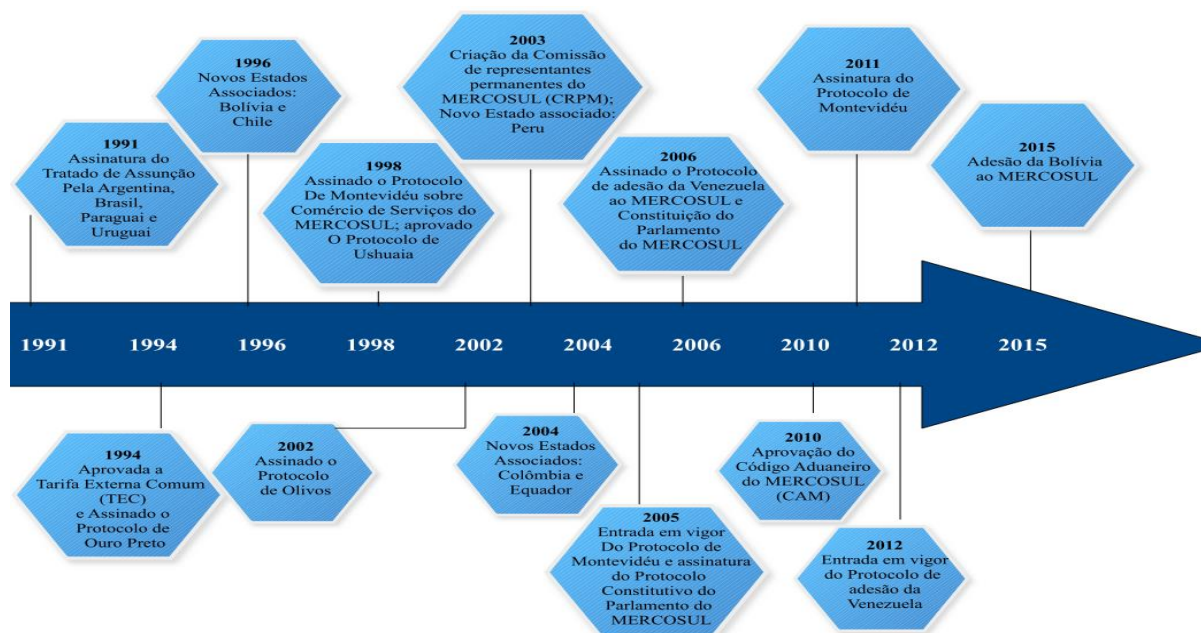 1991
Assinatura do
Tratado de Assunção
Pela Argentina,
Brasil,
Paraguai e
Uruguai
1996
Novos Estados
Associados:
Bolívia e
Chile
1998
Assinado o Protocolo
De Montevidéu sobre
Comércio de Serviços do
MERCOSUL; aprovado
O Protocolo de
Ushuaia
2003
Criação da Comissão
de representantes
permanentes do
MERCOSUL (CRPM);
Novo Estado associado:
Peru
2006
Assinado o Protocolo
de adesão da Venezuela
ao MERCOSUL e
Constituição do
Parlamento
do MERCOSUL
2011
Assinatura do
Protocolo de
Montevidéu
2015
Adesão da Bolívia
ao MERCOSUL
1991 1994 1996 1998 2002 2004 2006 2010 2012 2015
1994
Aprovada a
Tarifa Externa Comum
(TEC)
e Assinado o
Protocolo de
Ouro Preto
2002
Assinado o
Protocolo
de Olivos
2004
Novos Estados
Associados:
Colômbia e
Equador
2005
Entrada em vigor
Do Protocolo de
Montevidéu e assinatura
do Protocolo
Constitutivo do
Parlamento do
MERCOSUL
2010
Aprovação do
Código Aduaneiro
do MERCOSUL
(CAM)
2012
Entrada em vigor
do Protocolo de
adesão da
Venezuela